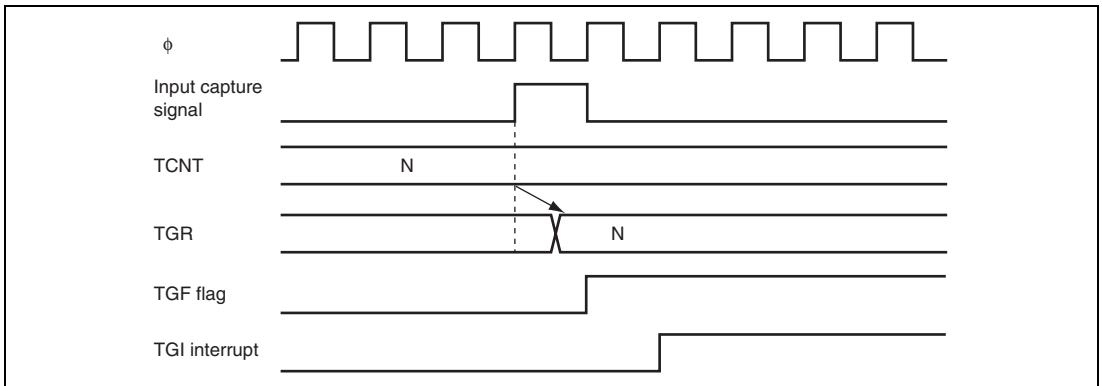 ϕ
Input capture
signal
TCNT
N
TGR
N
TGF flag
TGI interrupt